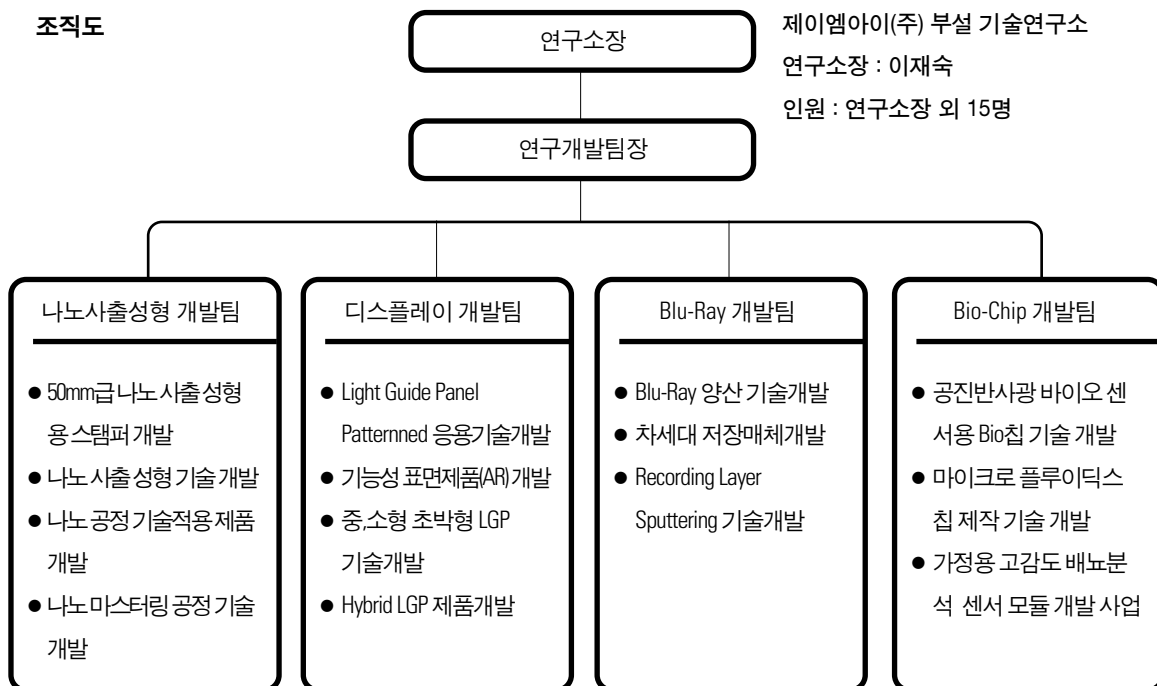 조직도
연구소장
제이엠아이(주) 부설 기술연구소
연구소장 : 이재숙
인원 : 연구소장 외 15명
연구개발팀장
나노사출성형 개발팀
● 50mm급 나노 사출 성형
용 스탬퍼 개발
● 나노 사출 성형 기술 개발
● 나노 공정 기술적용 제품
개발
● 나노 마스터링 공정 기술
개발
디스플레이 개발팀
● Light Guide Panel
Patternned 응용기술개발
● 기능성 표면제품(AR) 개발
● 중,소형 초박형 LGP
기술개발
● Hybrid LGP 제품개발
Blu-Ray 개발팀
● Blu-Ray 양산 기술개발
● 차세대 저장매체개발
● Recording Layer
Sputtering 기술개발
Bio-Chip 개발팀
● 공진반사광 바이오 센
서용 Bio칩 기술 개발
● 마이크로 플루이딕스
칩 제작 기술 개발
● 가정용 고감도 배뇨분
석 센서 모듈 개발 사업